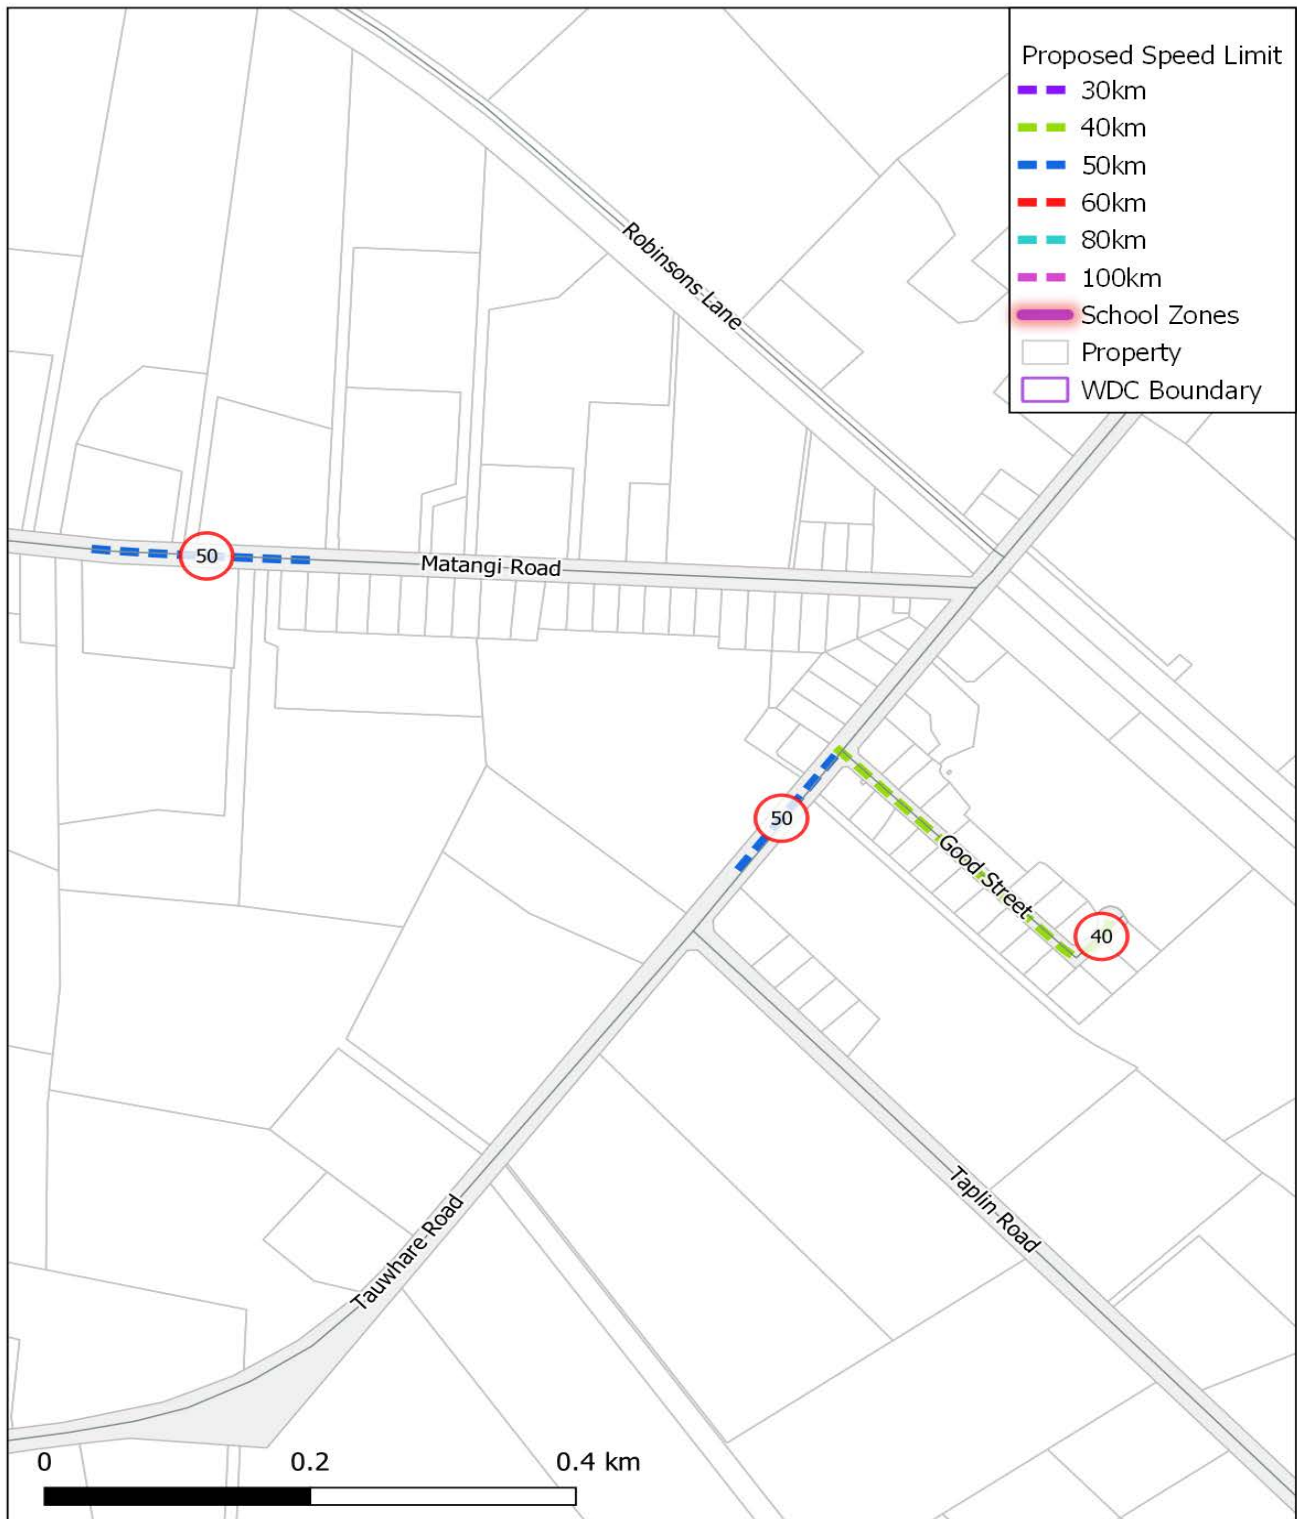 Proposed Speed Limit
30km
40km
50km
60km
80km
100km
School Zones
Property
WDC Boundary
Robinsons Lane
50
Matangi Road
50
Good Street
40
Taplin Road
Tauwhare Road
0 0.2 0.4 km